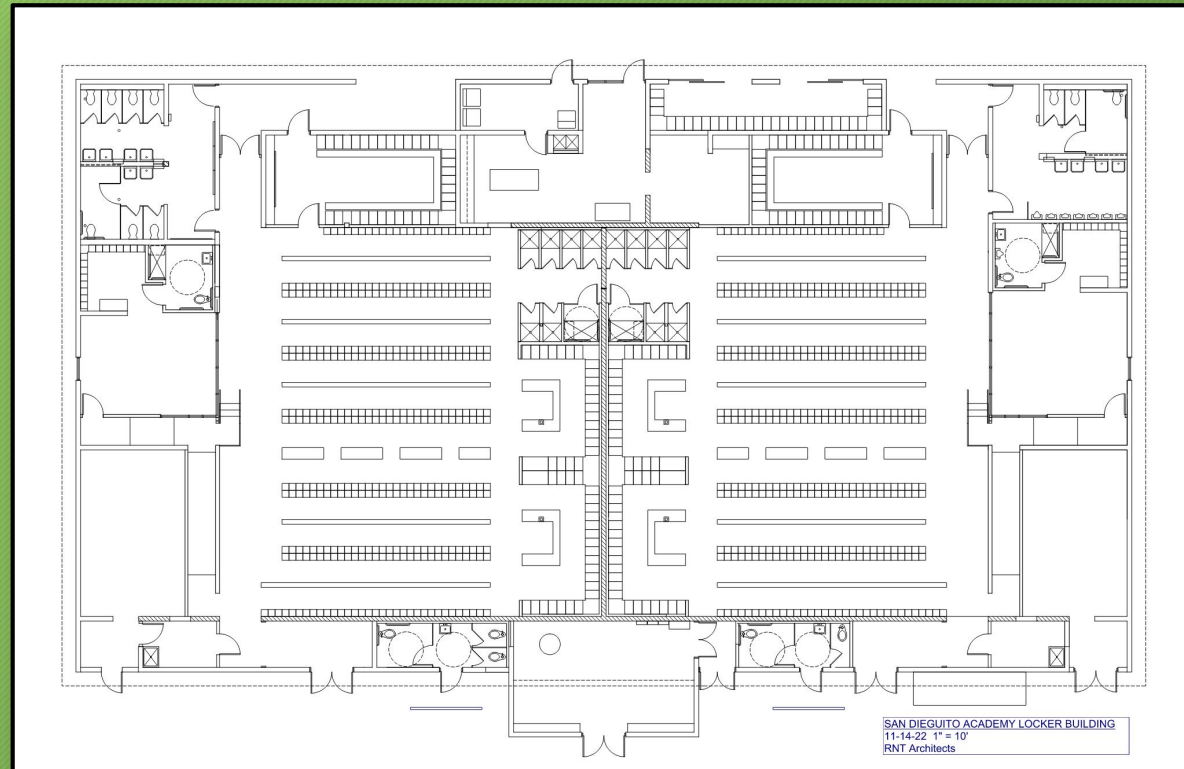 SAN DIEGUITO ACADEMY LOCKER BUILDING
11-14-22 1" = 10'
RNT Architects